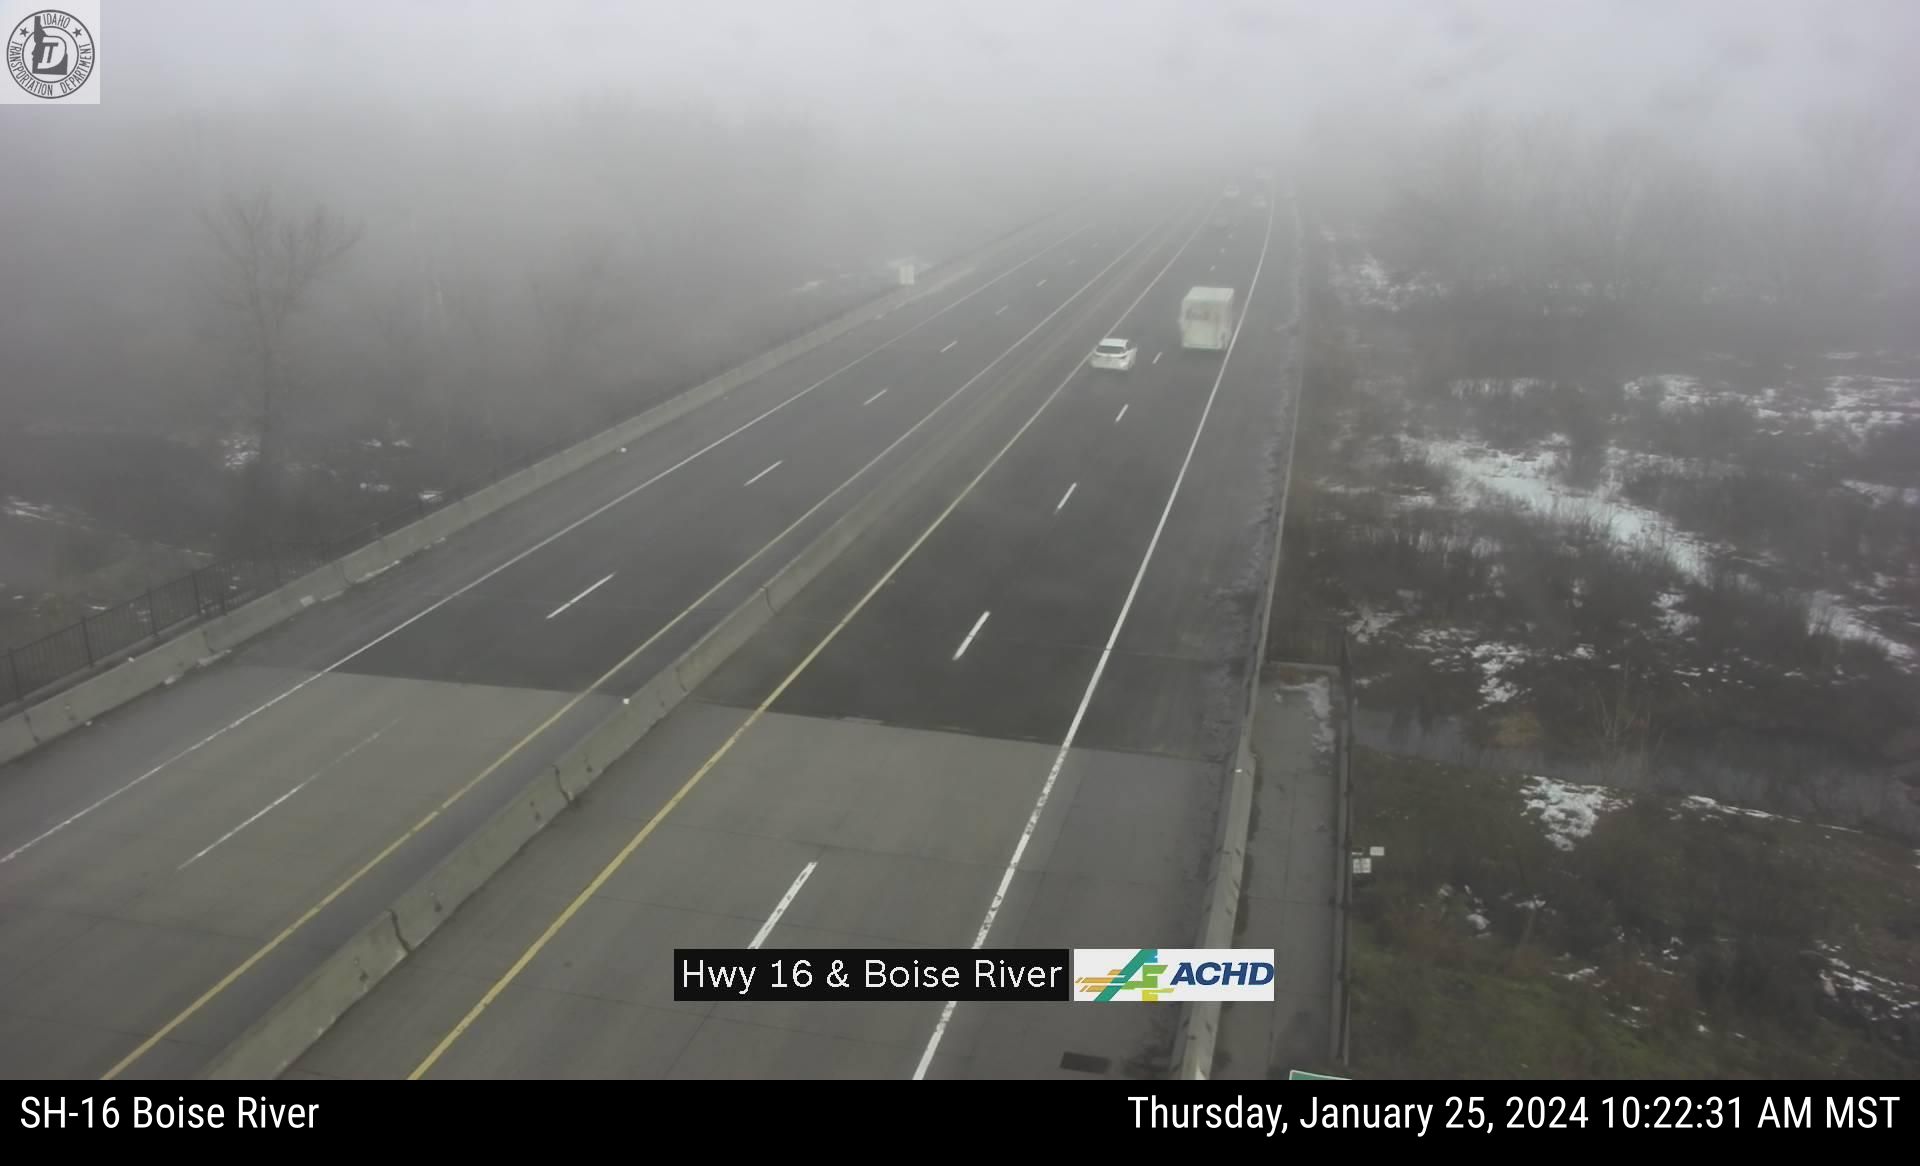 IDAHO
TRANSPORTATION DEPARTMENT
Hwy 16 & Boise River
ACHD
SH-16 Boise River
Thursday, January 25, 2024 10:22:31 AM MST